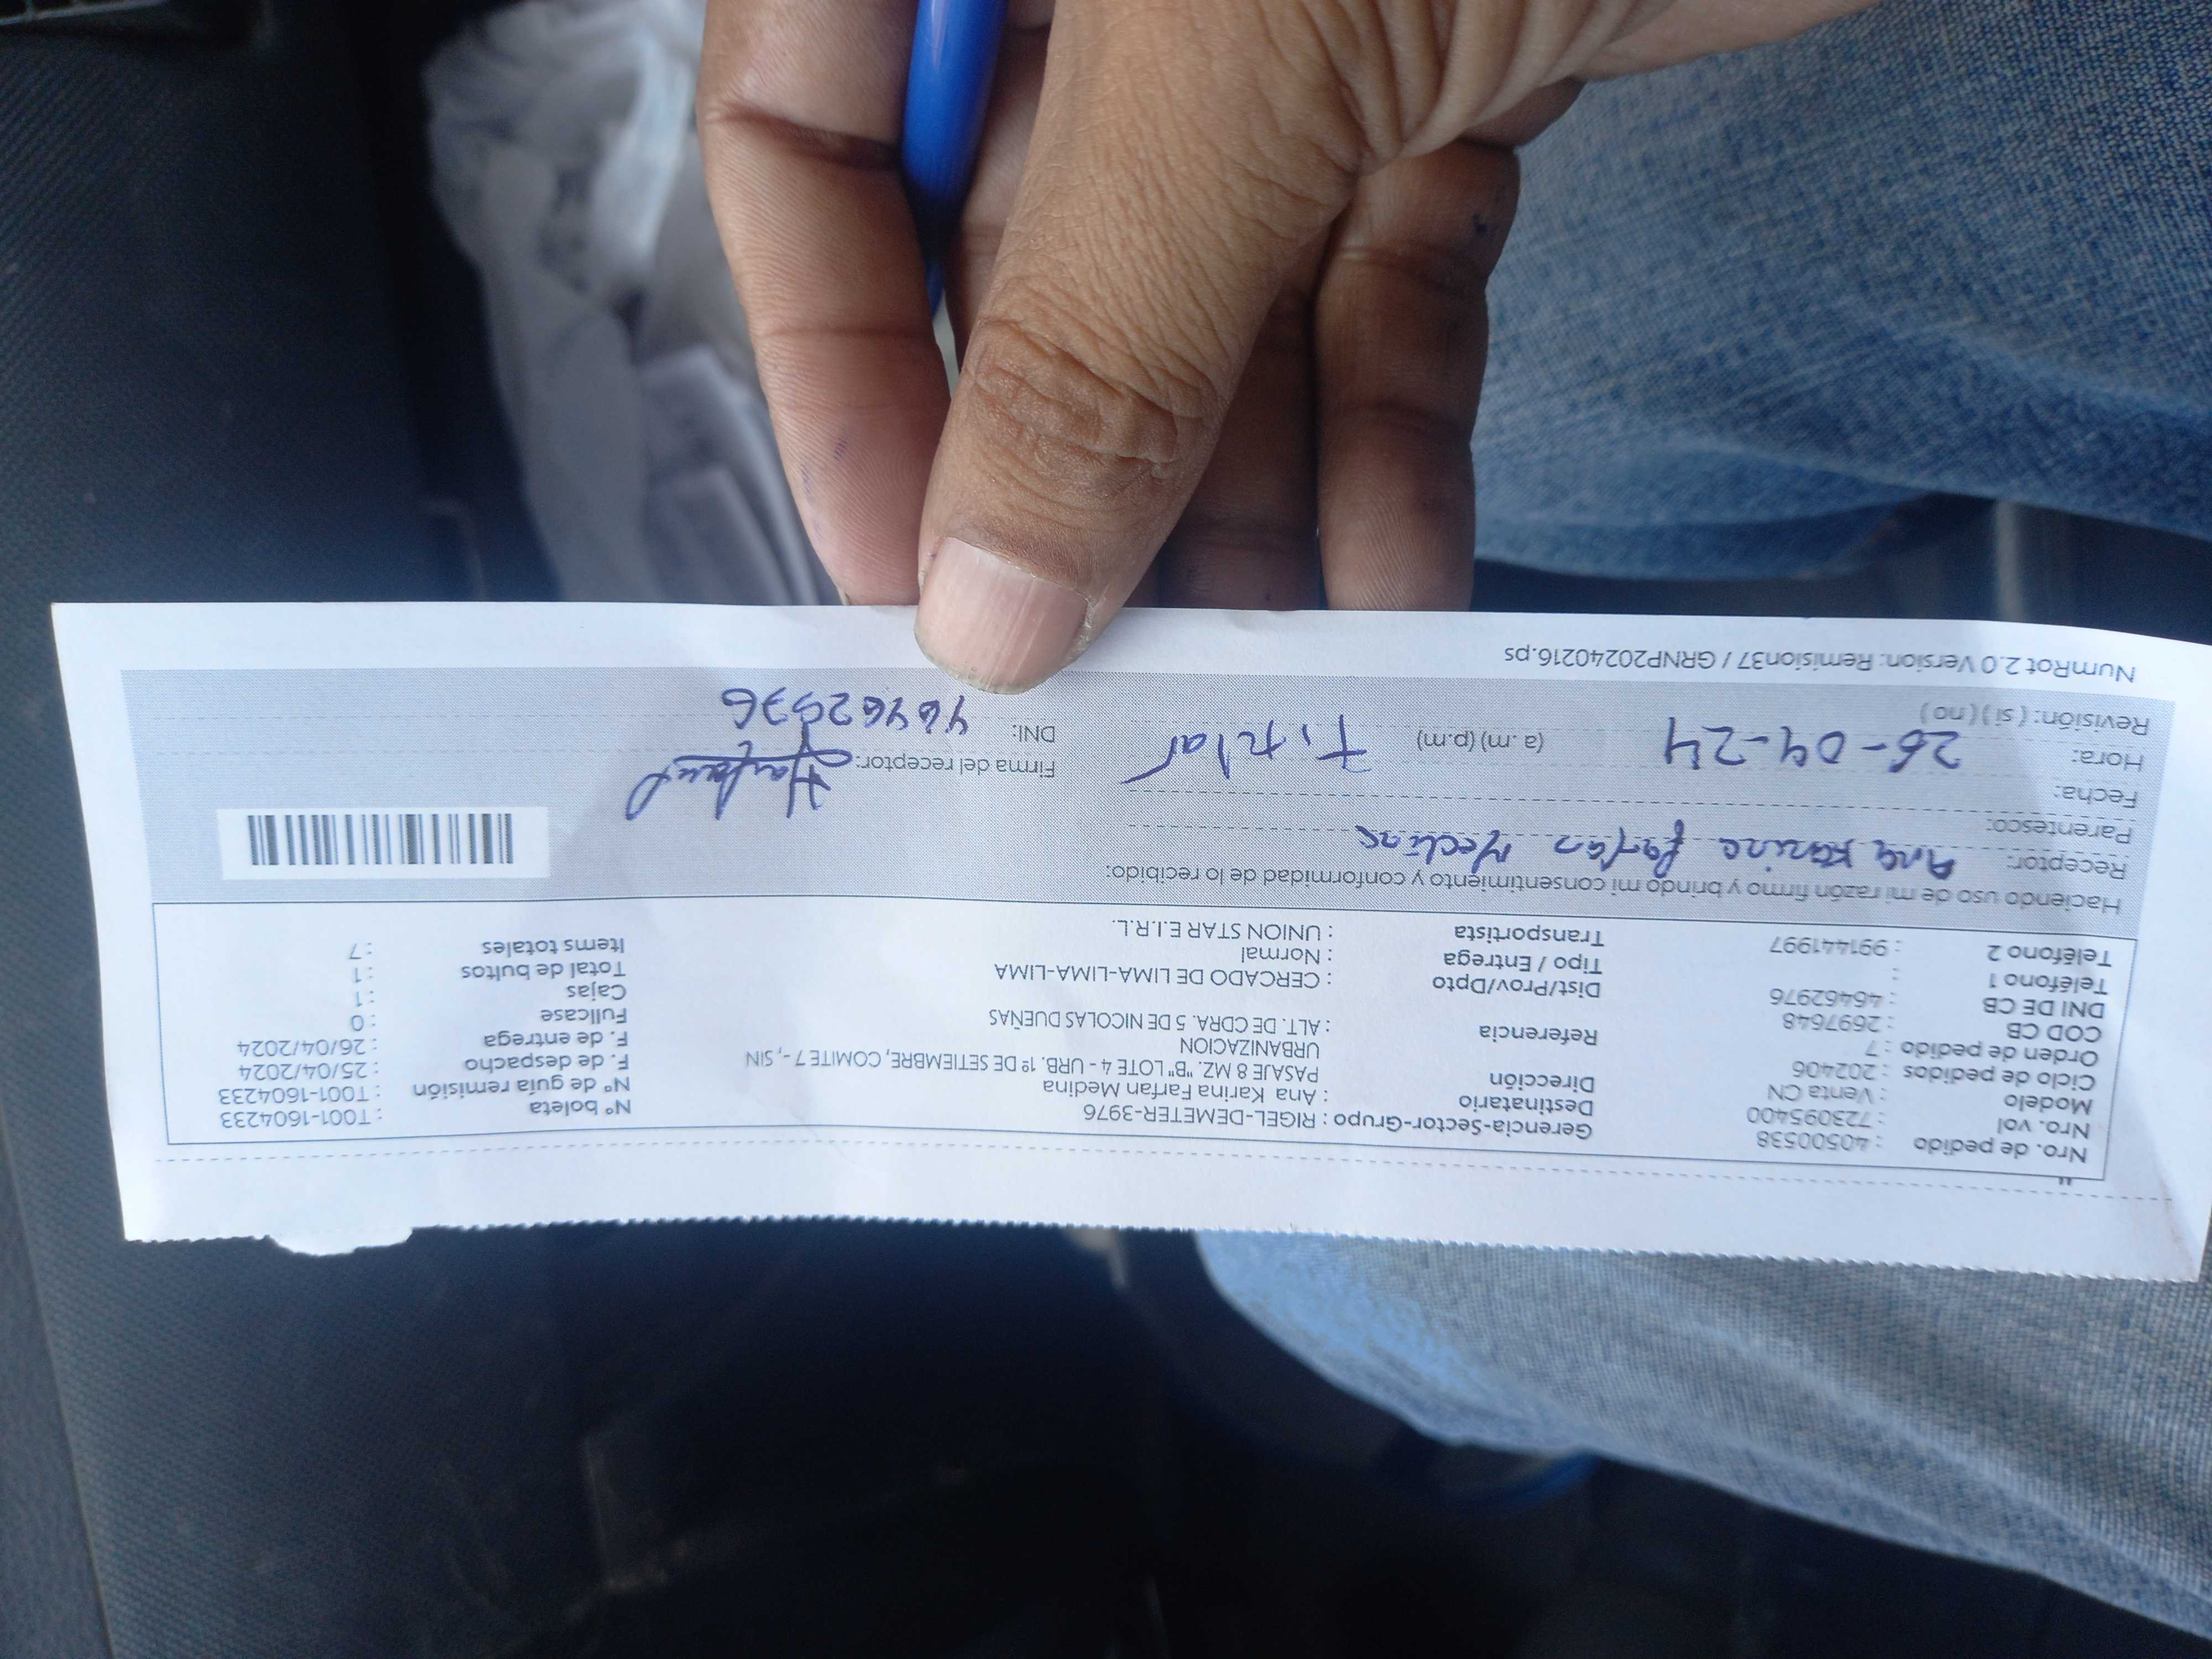 Nro. de pedido : 40500538
Nro. vol : 723095400
Modelo : Venta CN
Ciclo de pedidos : 202406
Orden de pedido : 7
COD CB : 2697648
DNI DE CB : 46462976
Teléfono 1 :
Teléfono 2 : 991441997
Gerencia-Sector-Grupo : RIGEL-DEMETER-3976
Destinatario : Ana Karina Farfan Medina
Dirección PASAJE 8 MZ. "B" LOTE 4 - URB. 1º DE SETIEMBRE, COMITE 7 -, SIN
URBANIZACION
Referencia : ALT. DE CDRA. 5 DE NICOLAS DUEÑAS
Dist/Prov/Dpto : CERCADO DE LIMA-LIMA-LIMA
Tipo / Entrega : Normal
Transportista : UNION STAR E.I.R.L.
Nº boleta : T001-1604233
Nº de guía remisión : T001-1604233
F. de despacho : 25/04/2024
F. de entrega : 26/04/2024
Fullcase : 0
Cajas : 1
Total de bultos : 1
Items totales : 7
Haciendo uso de mi razón firmo y brindo mi consentimiento y conformidad de lo recibido:
Receptor: Ana Karina Farfan Medina
Parentesco:
Fecha:
Hora: 26-04-24 (a. m) (p.m) Titular
Revisión: ( si ) ( no )
Firma del receptor:
DNI: 46462976
NumRot 2.0 Version: Remision37 / GRNP20240216.ps